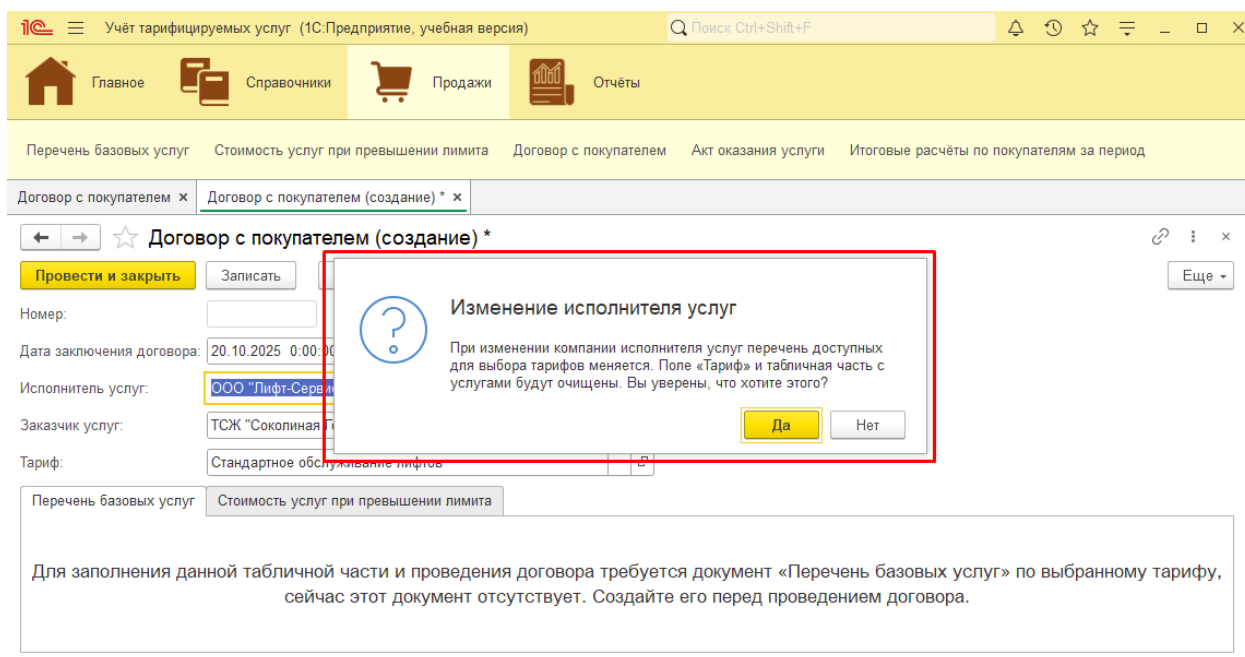 Учёт тарифицируемых услуг (1С:Предприятие, учебная версия)
Поиск Ctrl+Shift+F
Главное
Справочники
Продажи
Отчёты
Перечень базовых услуг
Стоимость услуг при превышении лимита
Договор с покупателем
Акт оказания услуги
Итоговые расчёты по покупателям за период
Договор с покупателем ×
Договор с покупателем (создание) * ×
Договор с покупателем (создание) *
Провести и закрыть
Записать
Еще
Номер:
Дата заключения договора:
20.10.2025 0:00:00
Исполнитель услуг:
ООО "Лифт-Серви
Заказчик услуг:
ТСЖ "Соколиная
Тариф:
Стандартное обслуживание лифтов
Изменение исполнителя услуг
При изменении компании исполнителя услуг перечень доступных
для выбора тарифов меняется. Поле «Тариф» и табличная часть с
услугами будут очищены. Вы уверены, что хотите этого?
Да
Нет
Перечень базовых услуг
Стоимость услуг при превышении лимита
Для заполнения данной табличной части и проведения договора требуется документ «Перечень базовых услуг» по выбранному тарифу,
сейчас этот документ отсутствует. Создайте его перед проведением договора.